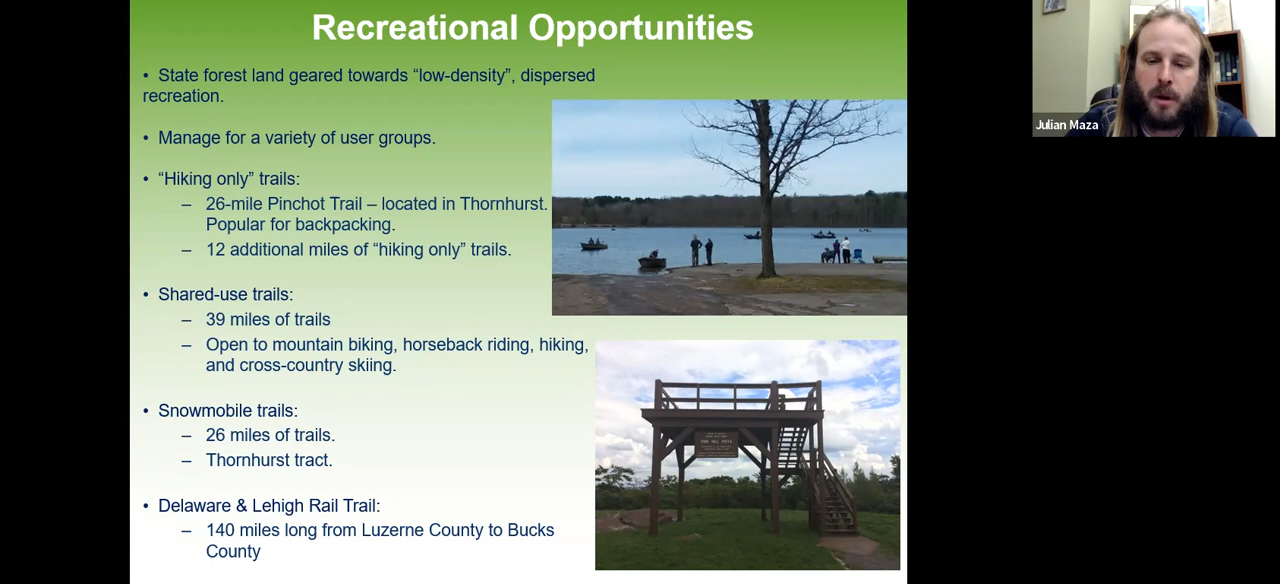 Recreational Opportunities
• State forest land geared towards “low-density”, dispersed
recreation.
• Manage for a variety of user groups.
• “Hiking only” trails:
– 26-mile Pinchot Trail – located in Thornhurst.
Popular for backpacking.
– 12 additional miles of “hiking only” trails.
• Shared-use trails:
– 39 miles of trails
– Open to mountain biking, horseback riding, hiking,
and cross-country skiing.
• Snowmobile trails:
– 26 miles of trails.
– Thornhurst tract.
• Delaware & Lehigh Rail Trail:
– 140 miles long from Luzerne County to Bucks
County
Julian Maza